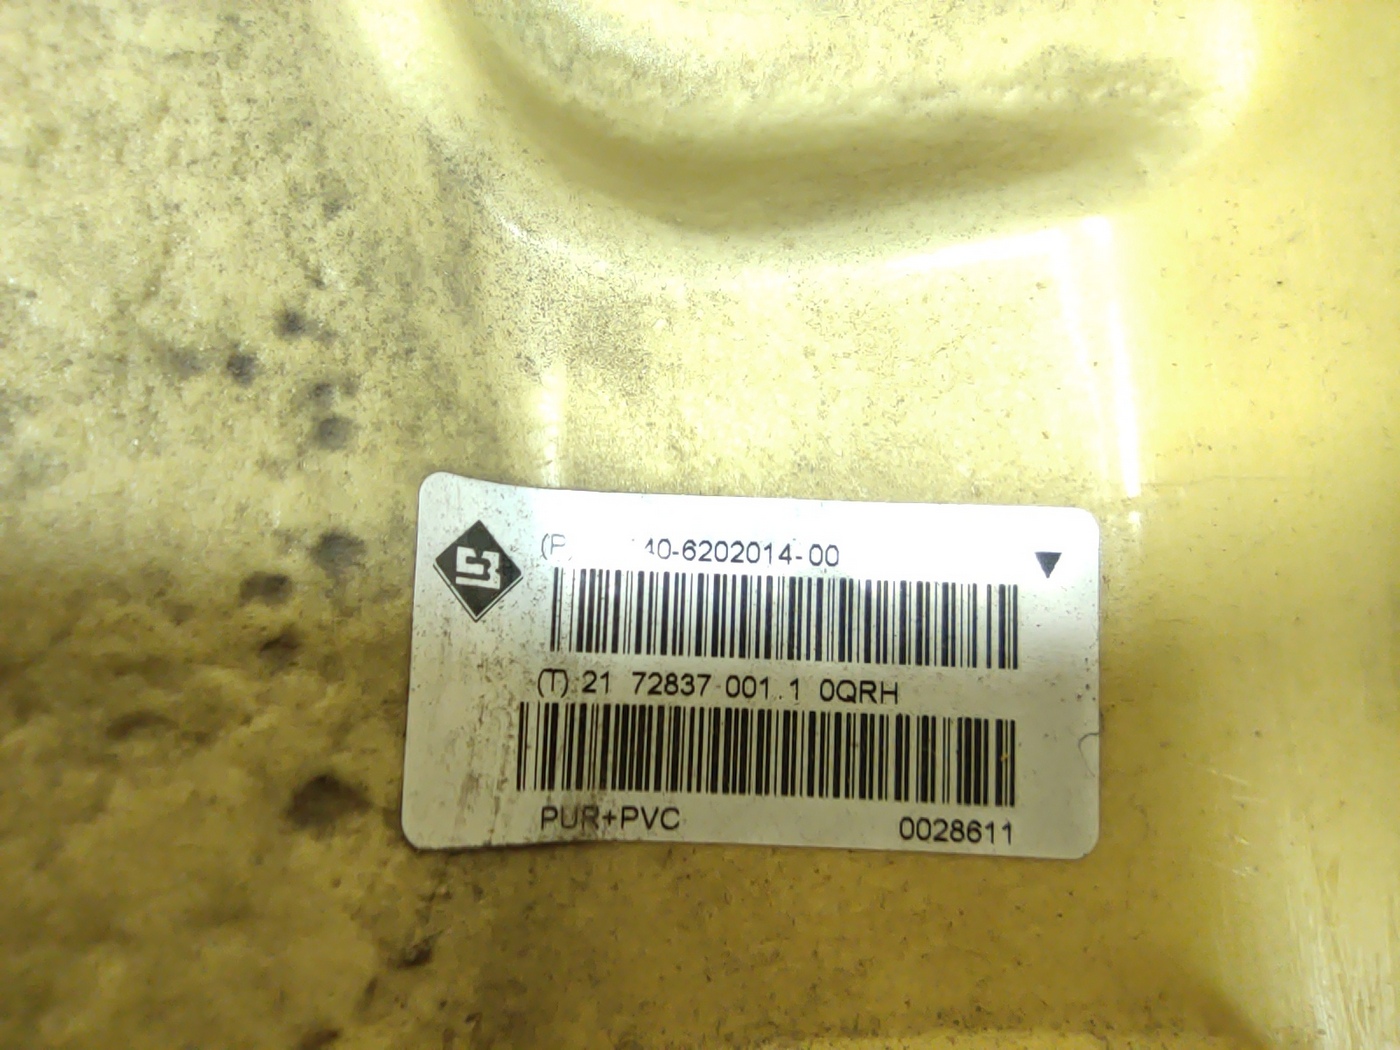 40-6202014-00
(T) 21 72837 001.1 0QRH
PUR+PVC
0028611